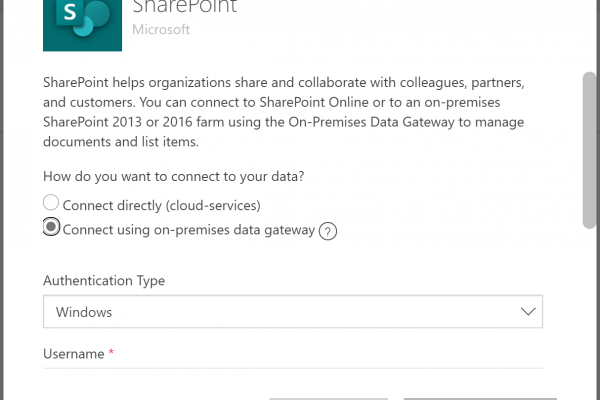 S
SharePoint
Microsoft
SharePoint helps organizations share and collaborate with colleagues, partners,
and customers. You can connect to SharePoint Online or to an on-premises
SharePoint 2013 or 2016 farm using the On-Premises Data Gateway to manage
documents and list items.
How do you want to connect to your data?
Connect directly (cloud-services)
Connect using on-premises data gateway ?
Authentication Type
Windows
Username *